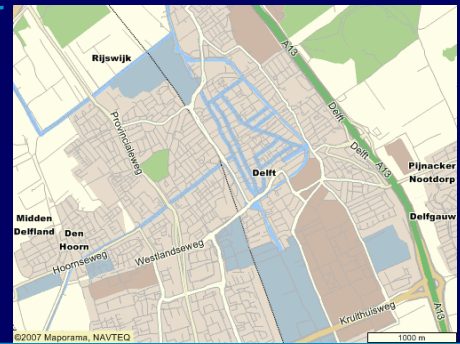 Rijswijk
A13
Delft
Provincialeweg
Delft
A13
Pijnacker
Nootdorp
Delft
Midden
Delfland
Den
Hoorn
Delfgauw
Westlandseweg
Hoornseweg
A13
Kruithuisweg
©2007 Maporama, NAVTEQ
1000 m